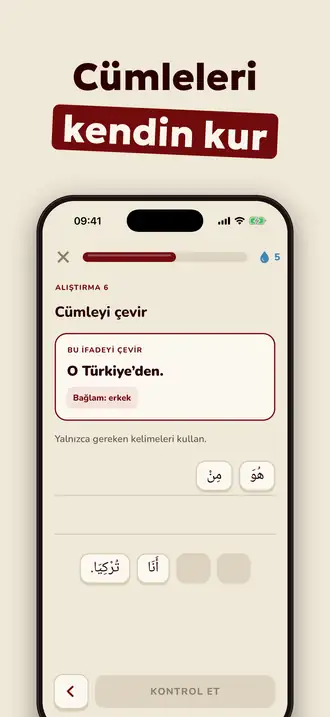 Cümleleri
kendin kur
09:41
5
ALIŞTIRMA 6
Cümleyi çevir
BU İFADEYİ ÇEVİR
O Türkiye'den.
Bağlam: erkek
Yalnızca gereken kelimeleri kullan.
هُوَ مِنْ
أَنَا تُرْكِيَا.
KONTROL ET